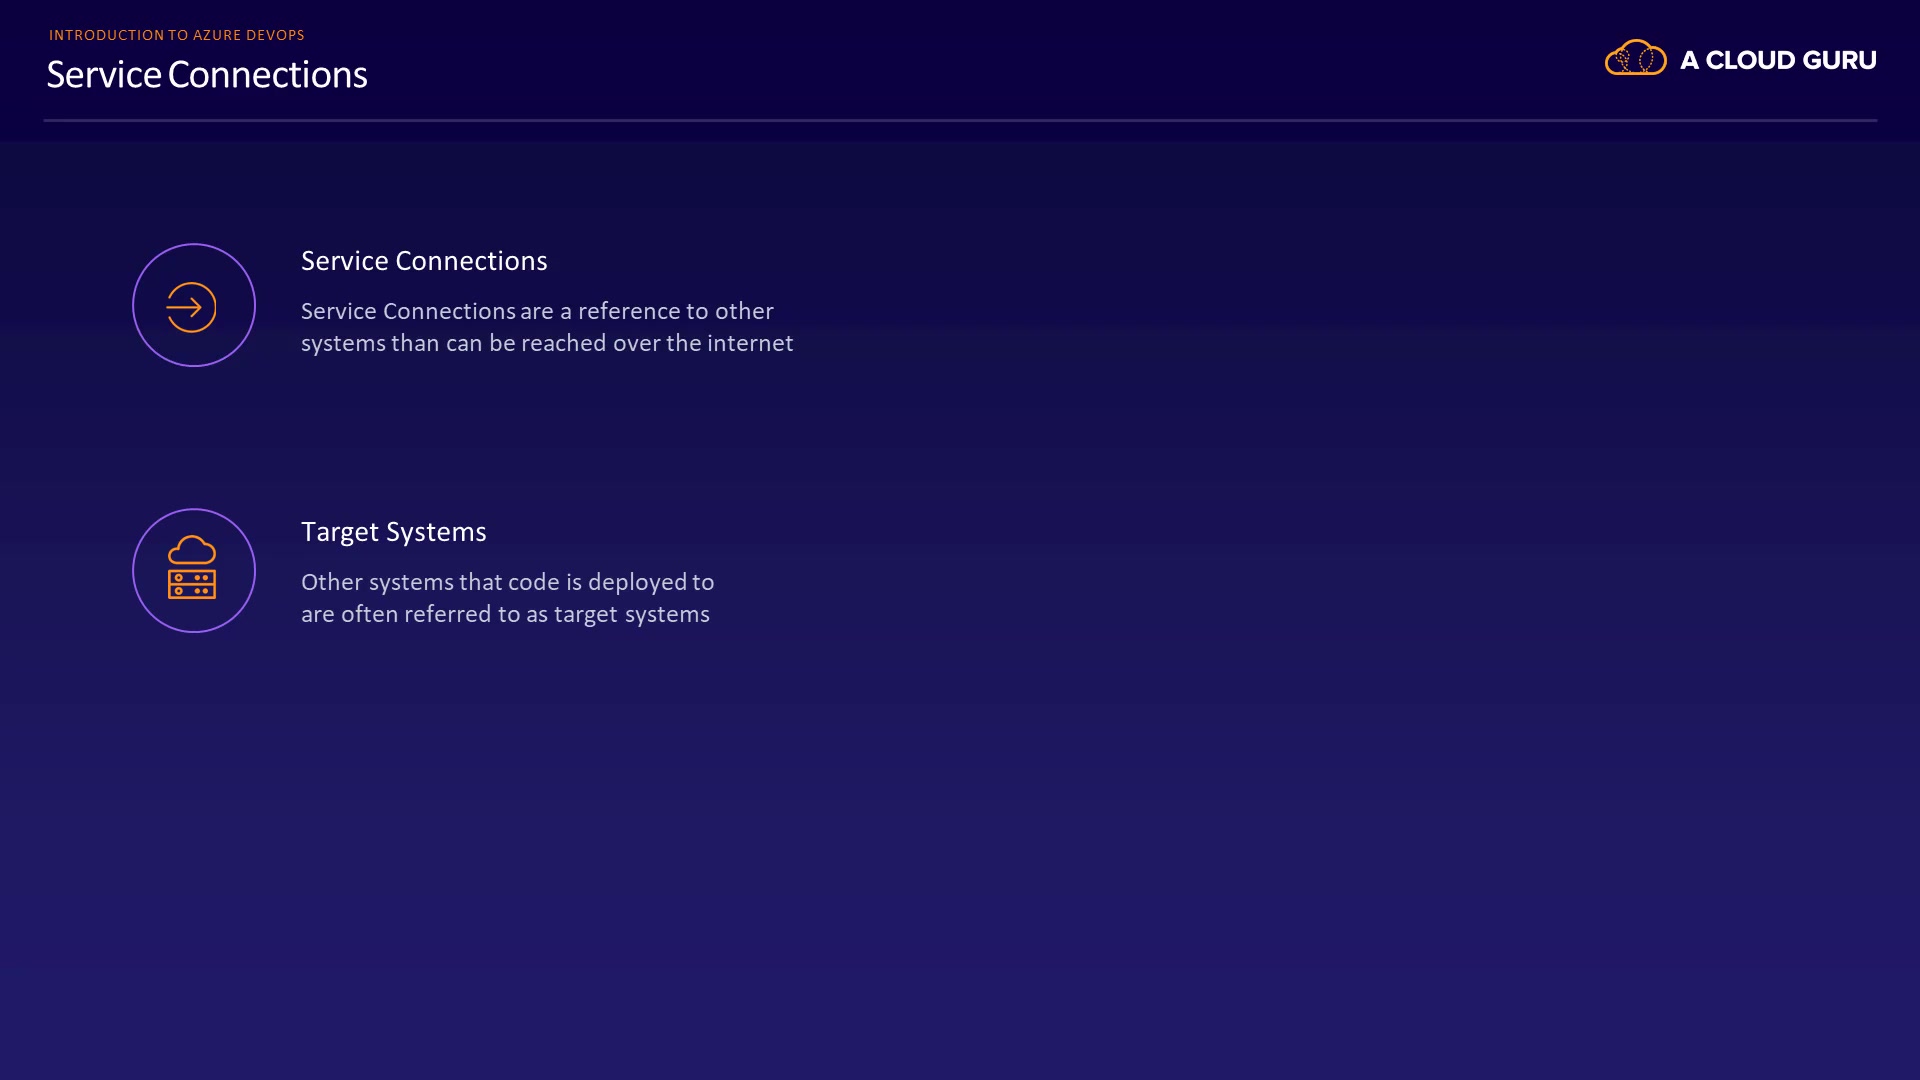 INTRODUCTION TO AZURE DEVOPS
Service Connections
A CLOUD GURU
Service Connections
Service Connections are a reference to other
systems than can be reached over the internet
Target Systems
Other systems that code is deployed to
are often referred to as target systems